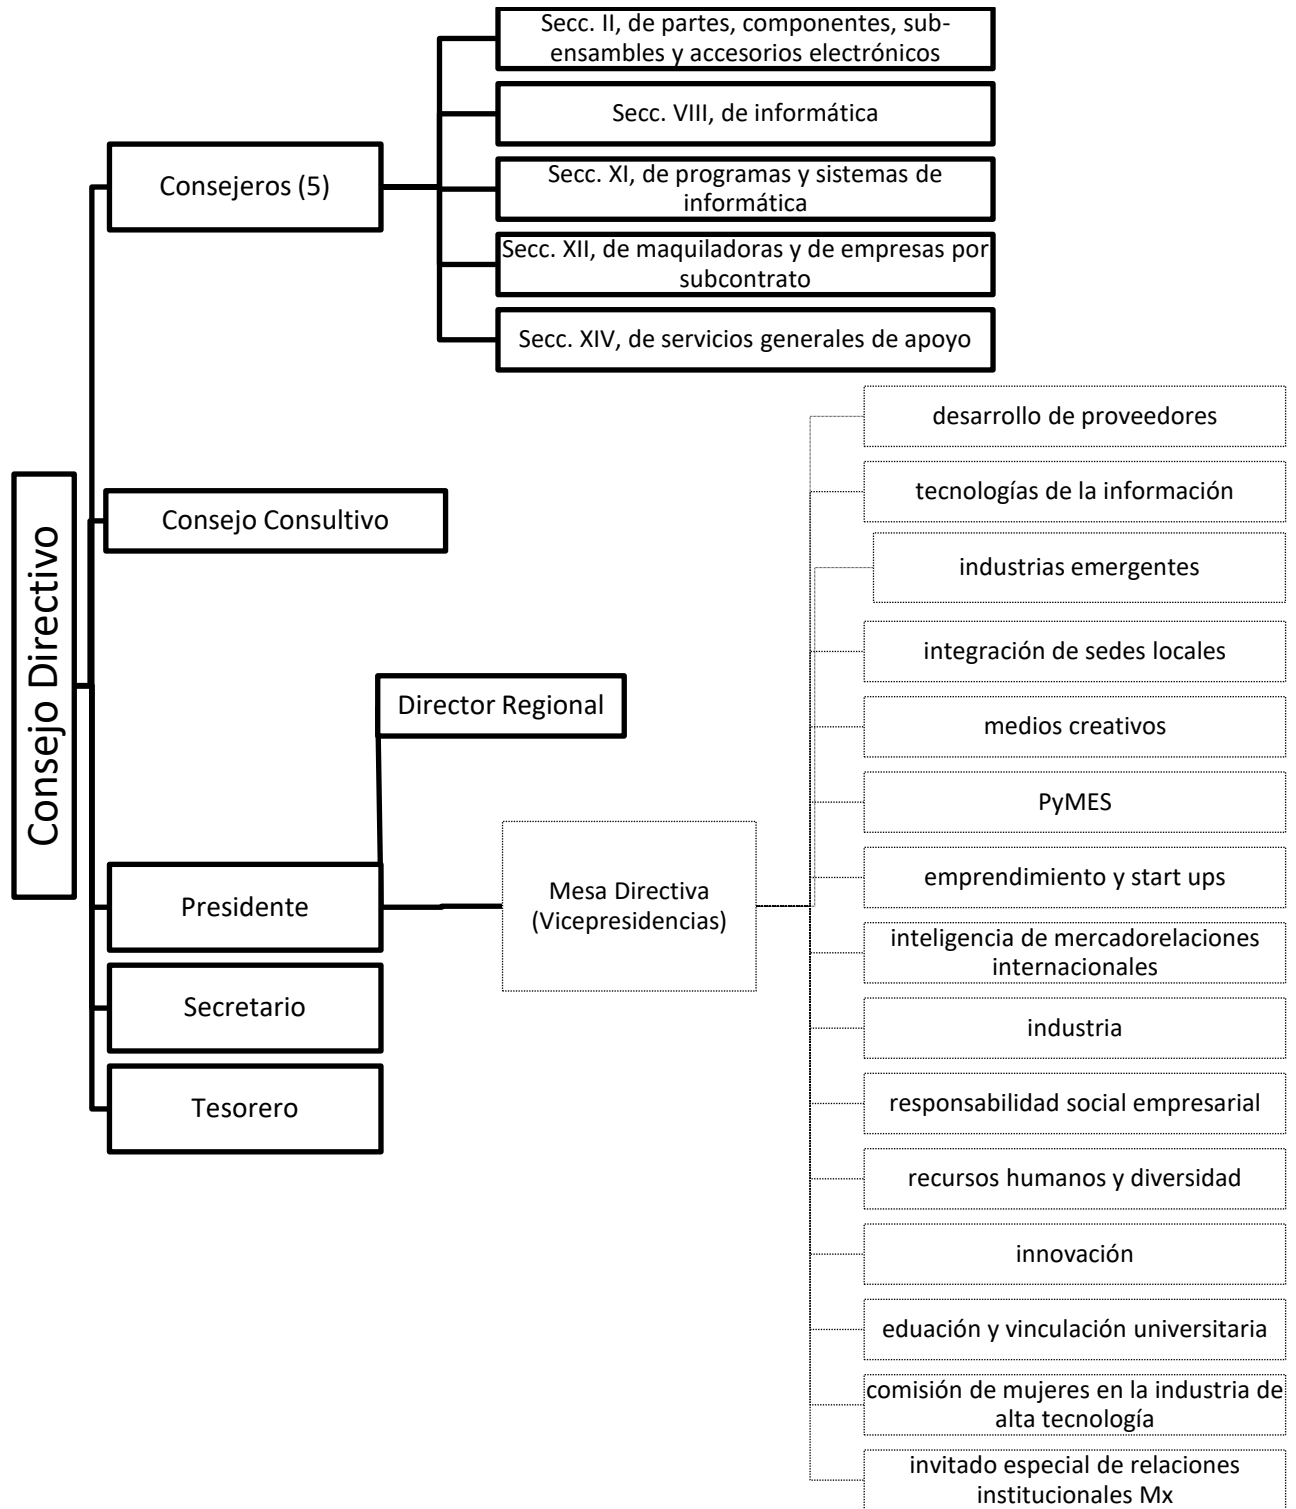 Secc. II, de partes, componentes, sub-
ensambles y accesorios electrónicos
Secc. VIII, de informática
Consejeros (5)
Secc. XI, de programas y sistemas de
informática
Secc. XII, de maquiladoras y de empresas por
subcontrato
Secc. XIV, de servicios generales de apoyo
Consejo Directivo
Consejo Consultivo
Director Regional
Presidente
Secretario
Tesorero
Mesa Directiva
(Vicepresidencias)
desarrollo de proveedores
tecnologías de la información
industrias emergentes
integración de sedes locales
medios creativos
PyMES
emprendimiento y start ups
inteligencia de mercadorelaciones
internacionales
industria
responsabilidad social empresarial
recursos humanos y diversidad
innovación
eduación y vinculación universitaria
comisión de mujeres en la industria de
alta tecnología
invitado especial de relaciones
institucionales Mx